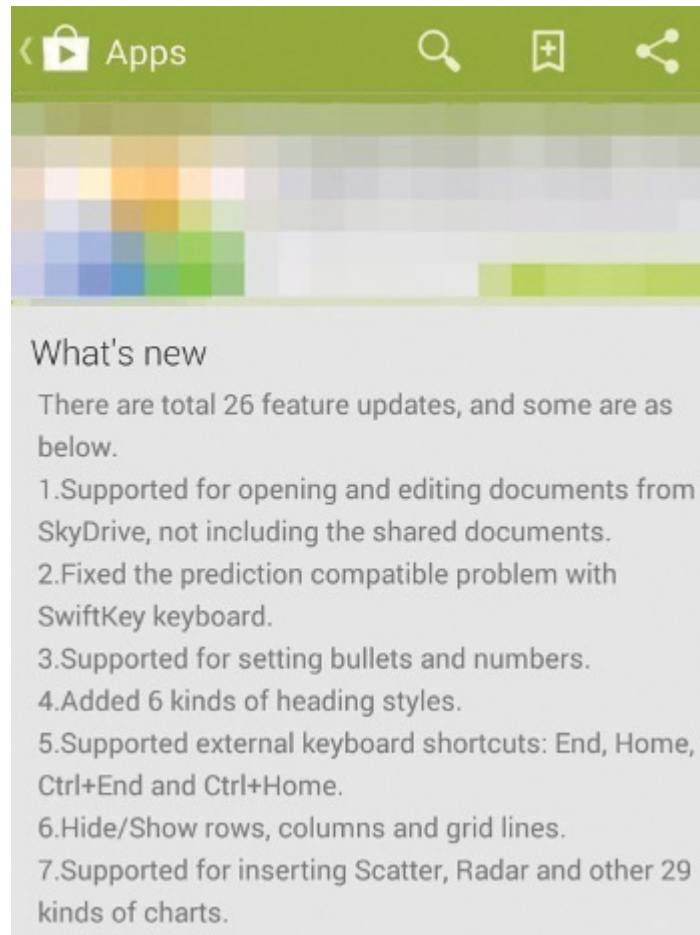 Apps
What's new
There are total 26 feature updates, and some are as
below.
1.Supported for opening and editing documents from
SkyDrive, not including the shared documents.
2.Fixed the prediction compatible problem with
SwiftKey keyboard.
3.Supported for setting bullets and numbers.
4.Added 6 kinds of heading styles.
5.Supported external keyboard shortcuts: End, Home,
Ctrl+End and Ctrl+Home.
6.Hide/Show rows, columns and grid lines.
7.Supported for inserting Scatter, Radar and other 29
kinds of charts.